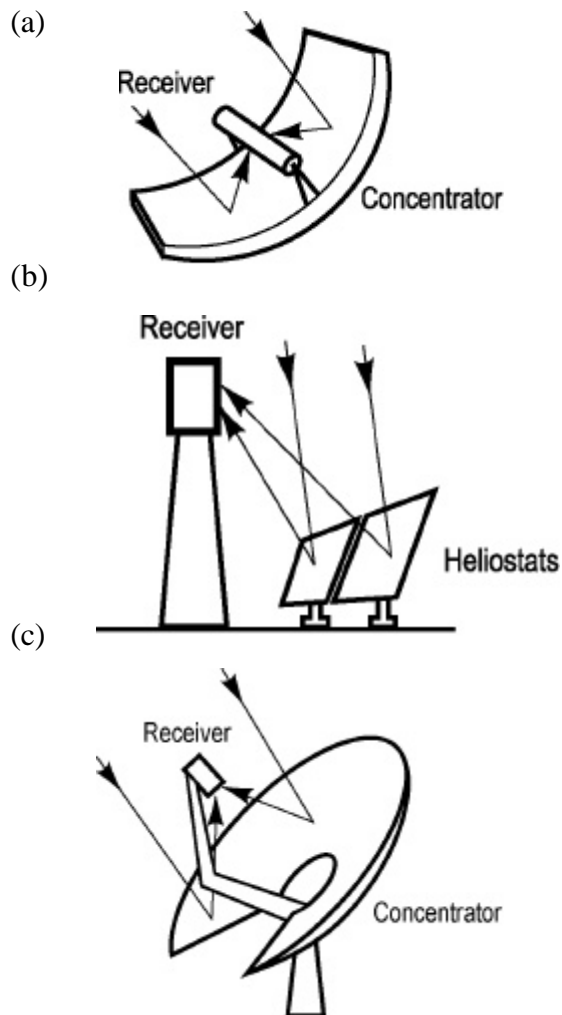 (a)
Receiver
Concentrator
(b)
Receiver
Heliostats
(c)
Receiver
Concentrator